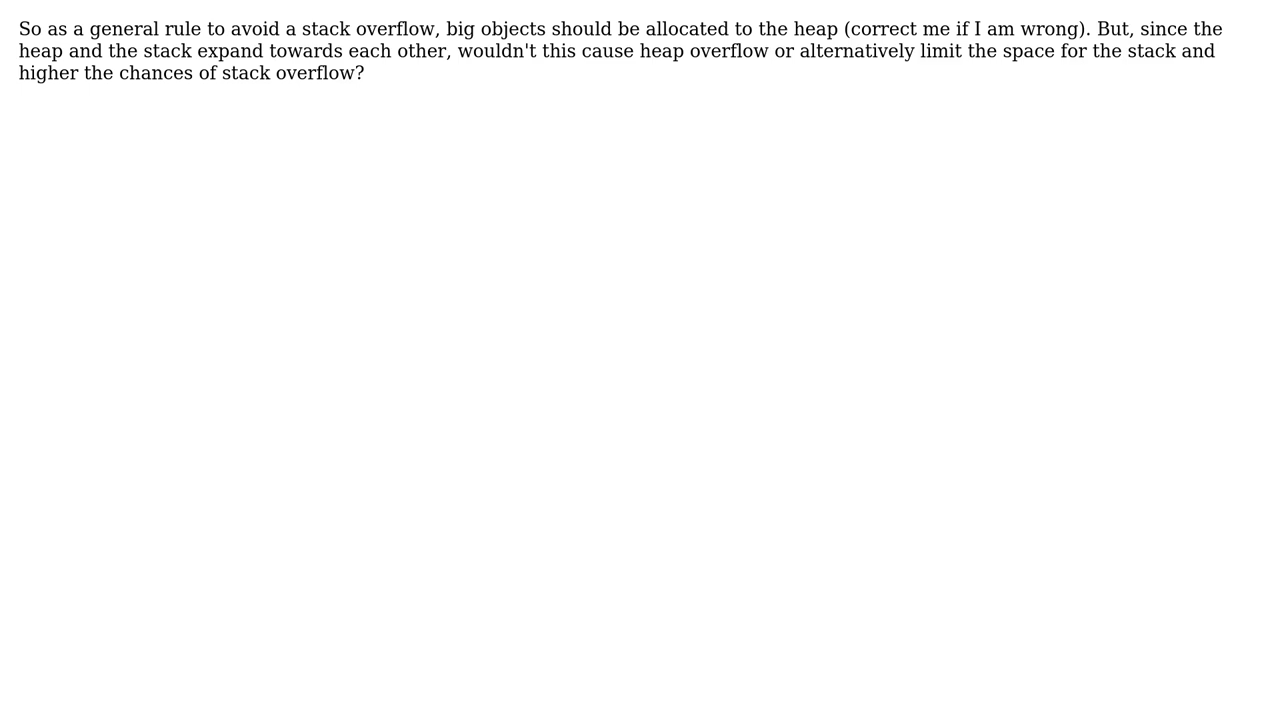 So as a general rule to avoid a stack overflow, big objects should be allocated to the heap (correct me if I am wrong). But, since the
heap and the stack expand towards each other, wouldn't this cause heap overflow or alternatively limit the space for the stack and
higher the chances of stack overflow?